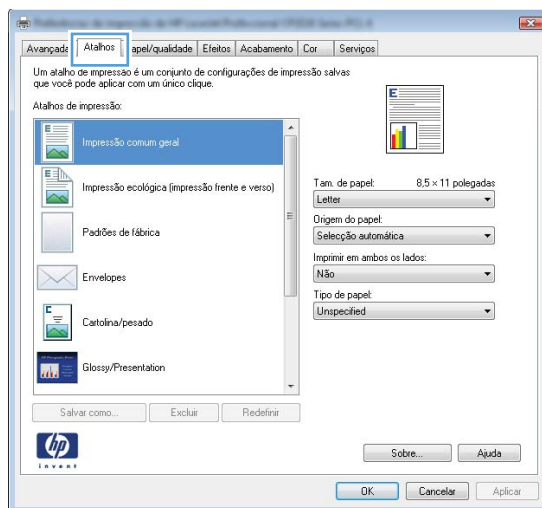 Avançado Atalhos Papel/qualidade Efeitos Acabamento Cor Serviços
Um atalho de impressão é um conjunto de configurações de impressão salvas
que você pode aplicar com um único clique.
Atalhos de impressão:
Impressão comum geral
Impressão ecológica (impressão frente e verso)
Padrões de fábrica
Envelopes
Cartolina/pesado
Glossy/Presentation
Tam. de papel: 8,5 × 11 polegadas
Letter
Origem do papel:
Selecção automática
Imprimir em ambos os lados:
Não
Tipo de papel:
Unspecified
Salvar como... Excluir Redefinir
hp
invent
Sobre... Ajuda
OK Cancelar Aplicar